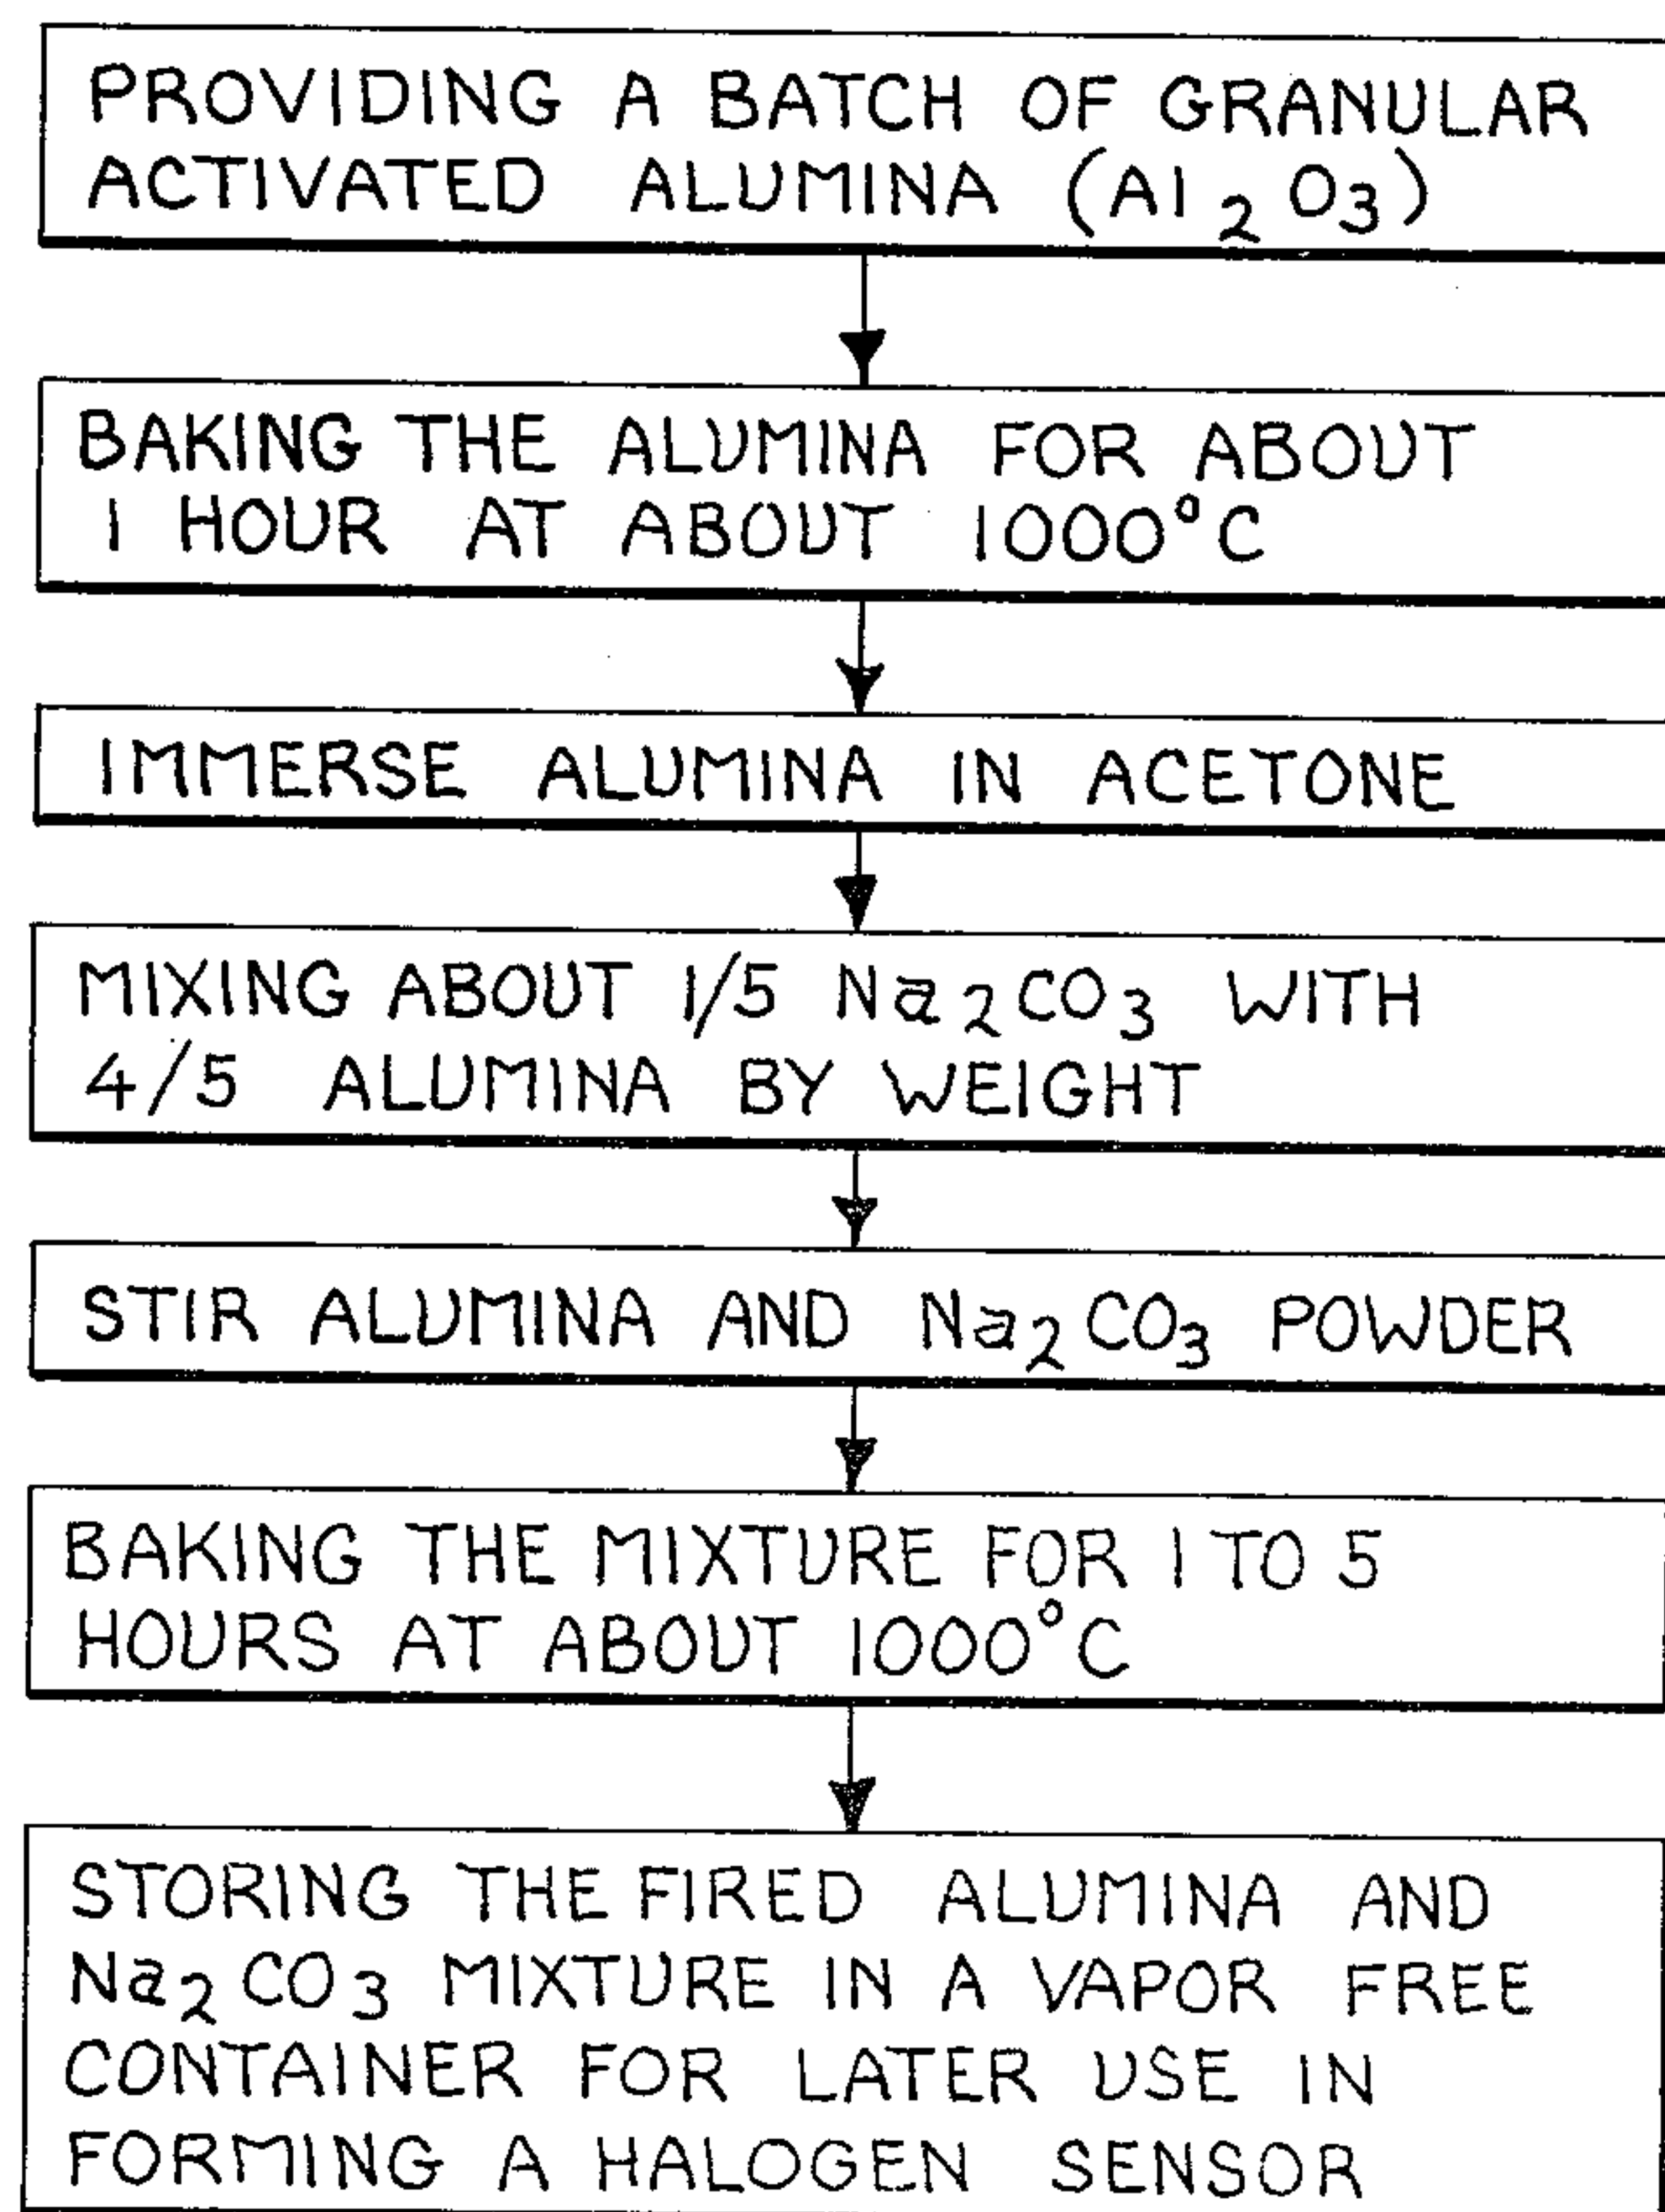 PROVIDING A BATCH OF GRANULAR
ACTIVATED ALUMINA (Al₂O₃)
BAKING THE ALUMINA FOR ABOUT
1 HOUR AT ABOUT 1000°C
IMMERSE ALUMINA IN ACETONE
MIXING ABOUT 1/5 Na₂CO₃ WITH
4/5 ALUMINA BY WEIGHT
STIR ALUMINA AND Na₂CO₃ POWDER
BAKING THE MIXTURE FOR 1 TO 5
HOURS AT ABOUT 1000°C
STORING THE FIRED ALUMINA AND
Na₂CO₃ MIXTURE IN A VAPOR FREE
CONTAINER FOR LATER USE IN
FORMING A HALOGEN SENSOR